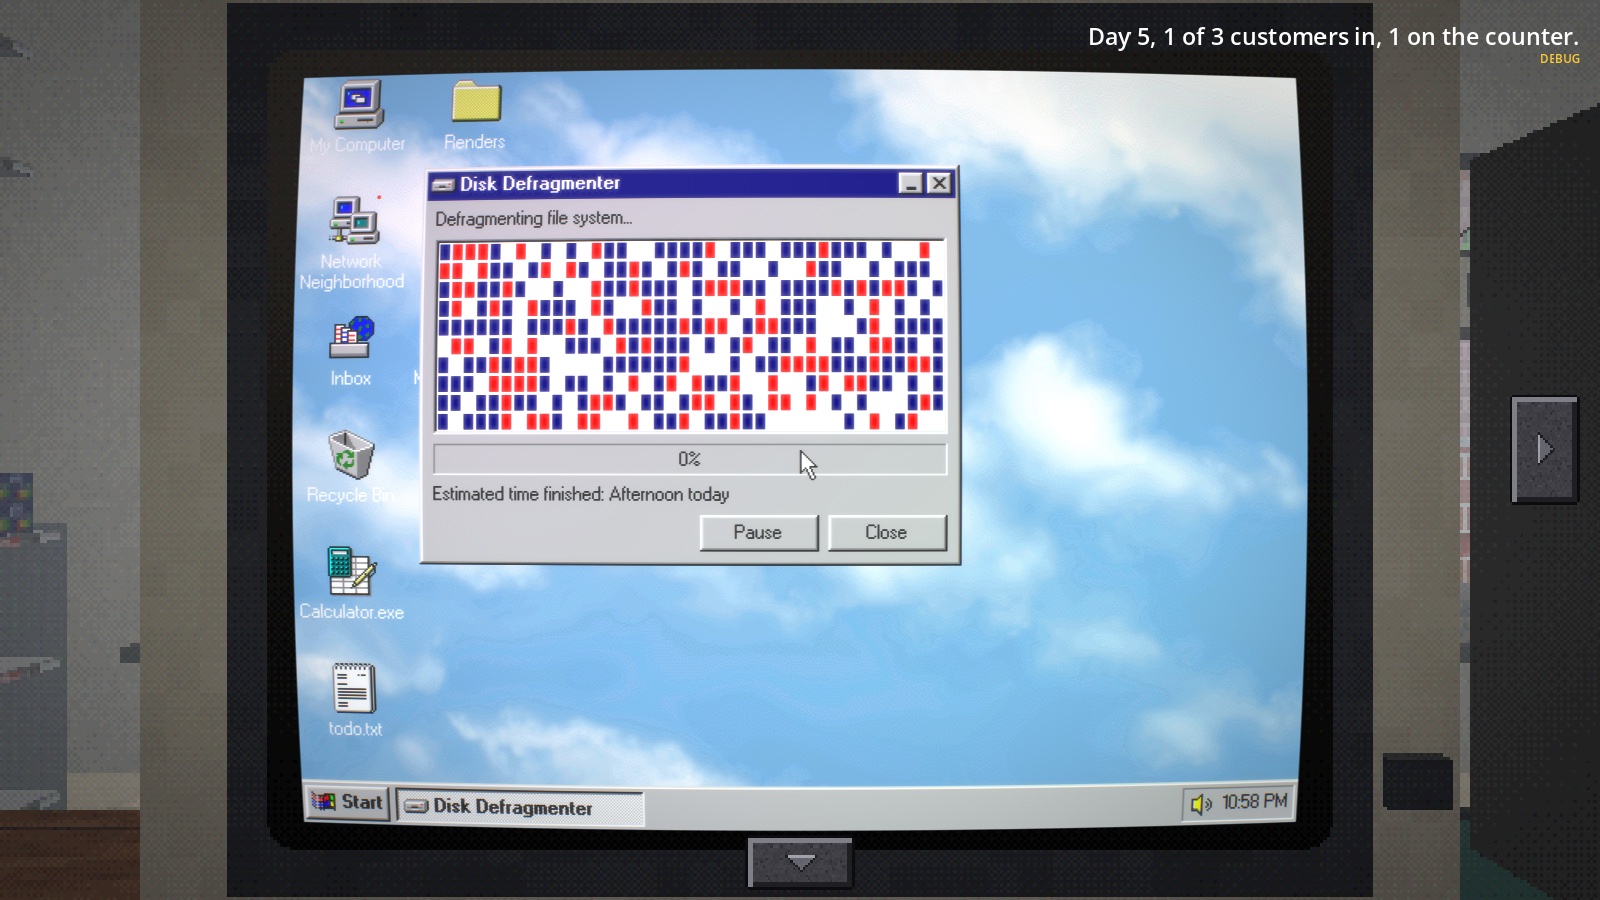 Day 5, 1 of 3 customers in, 1 on the counter.
DEBUG
My Computer
Renders
Disk Defragmenter
Defragmenting file system...
Network
Neighborhood
Inbox
Recycle Bin
0%
Estimated time finished: Afternoon today
Pause
Close
Calculator.exe
todo.txt
Start
Disk Defragmenter
10:58 PM